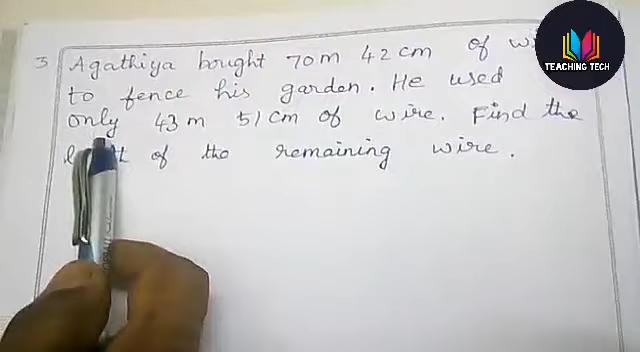 3 Agathiya bought 70m 42cm of
to fence his garden. He used
only 43m 51cm of wire. Find the
of the remaining wire.
TEACHING TECH